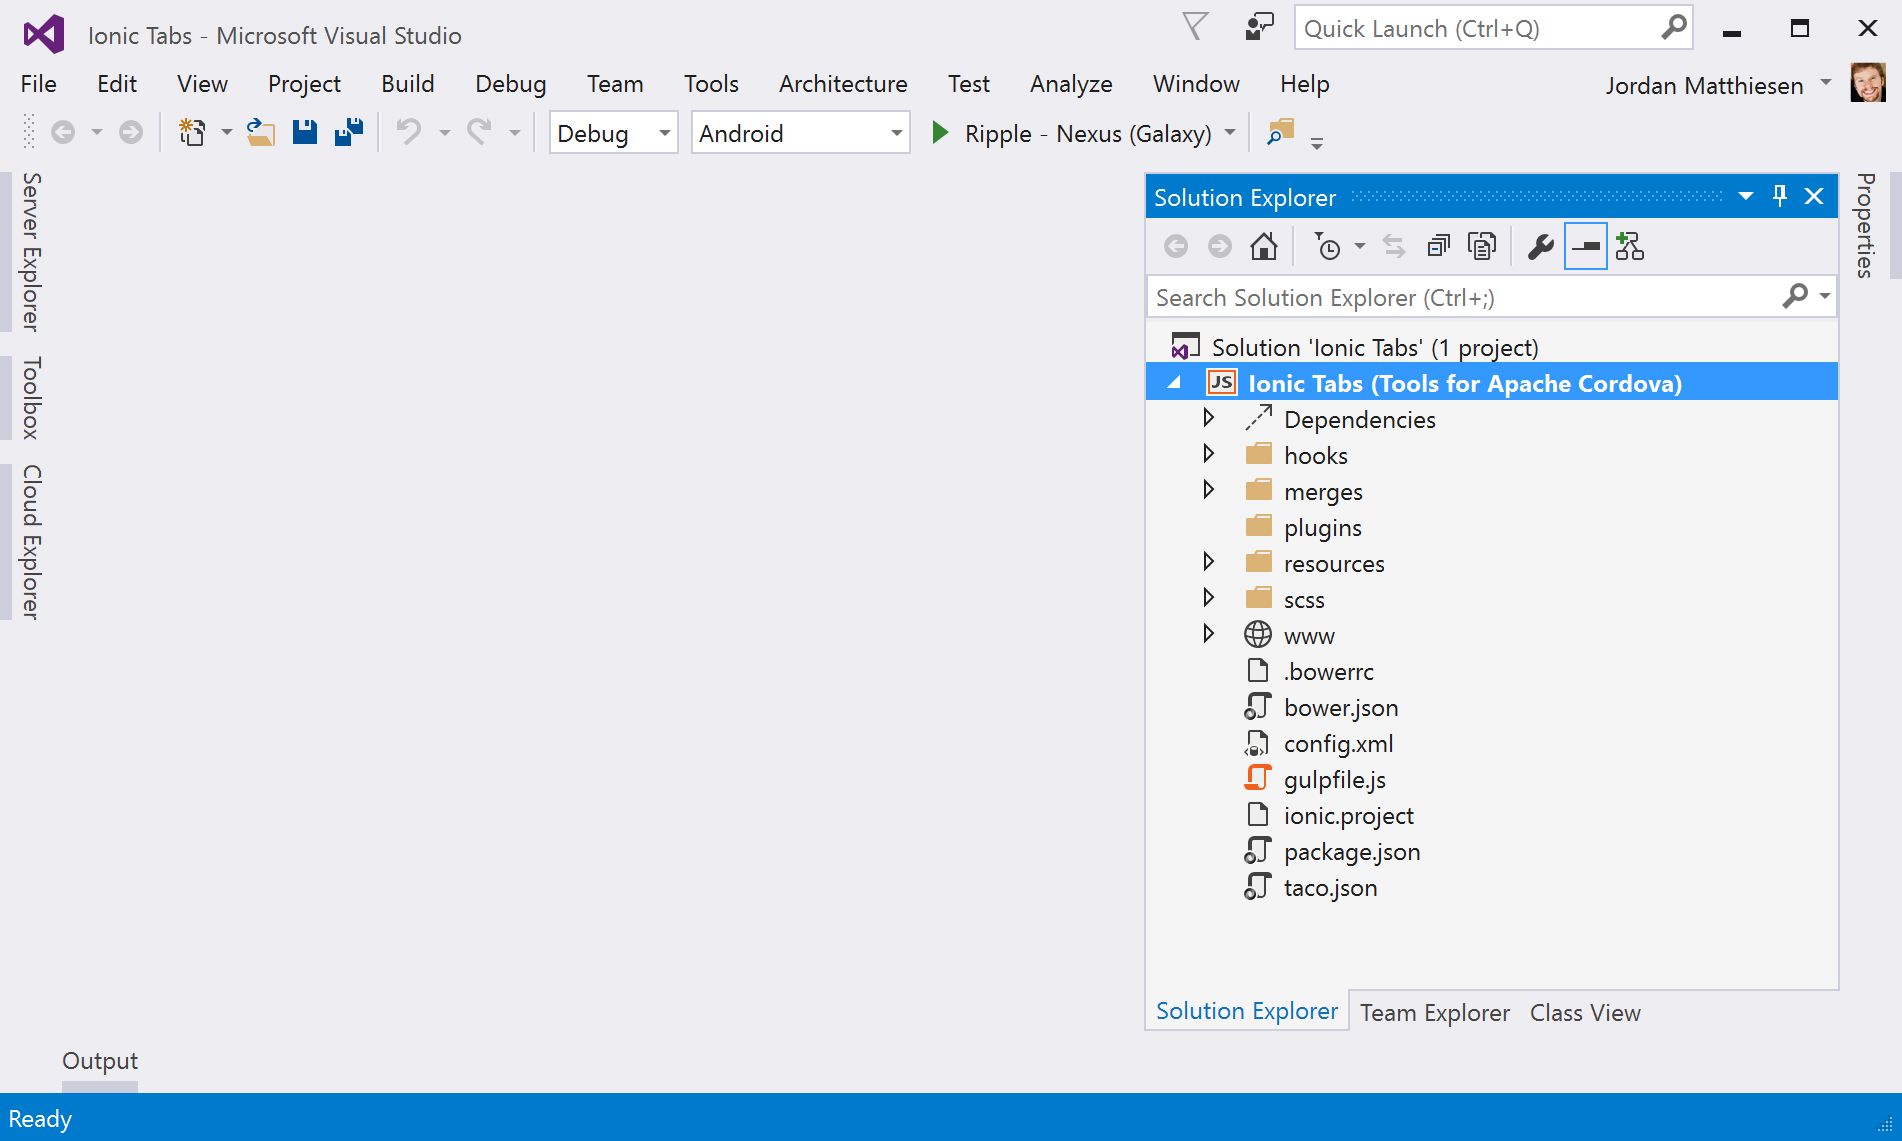 Ionic Tabs - Microsoft Visual Studio
Quick Launch (Ctrl+Q)
File Edit View Project Build Debug Team Tools Architecture Test Analyze Window Help
Jordan Matthiesen
Debug
Android
Ripple - Nexus (Galaxy)
Server Explorer
Toolbox
Cloud Explorer
Solution Explorer
Search Solution Explorer (Ctrl+;)
Solution 'Ionic Tabs' (1 project)
JS Ionic Tabs (Tools for Apache Cordova)
Dependencies
hooks
merges
plugins
resources
scss
www
.bowerrc
bower.json
config.xml
gulpfile.js
ionic.project
package.json
taco.json
Solution Explorer Team Explorer Class View
Properties
Output
Ready